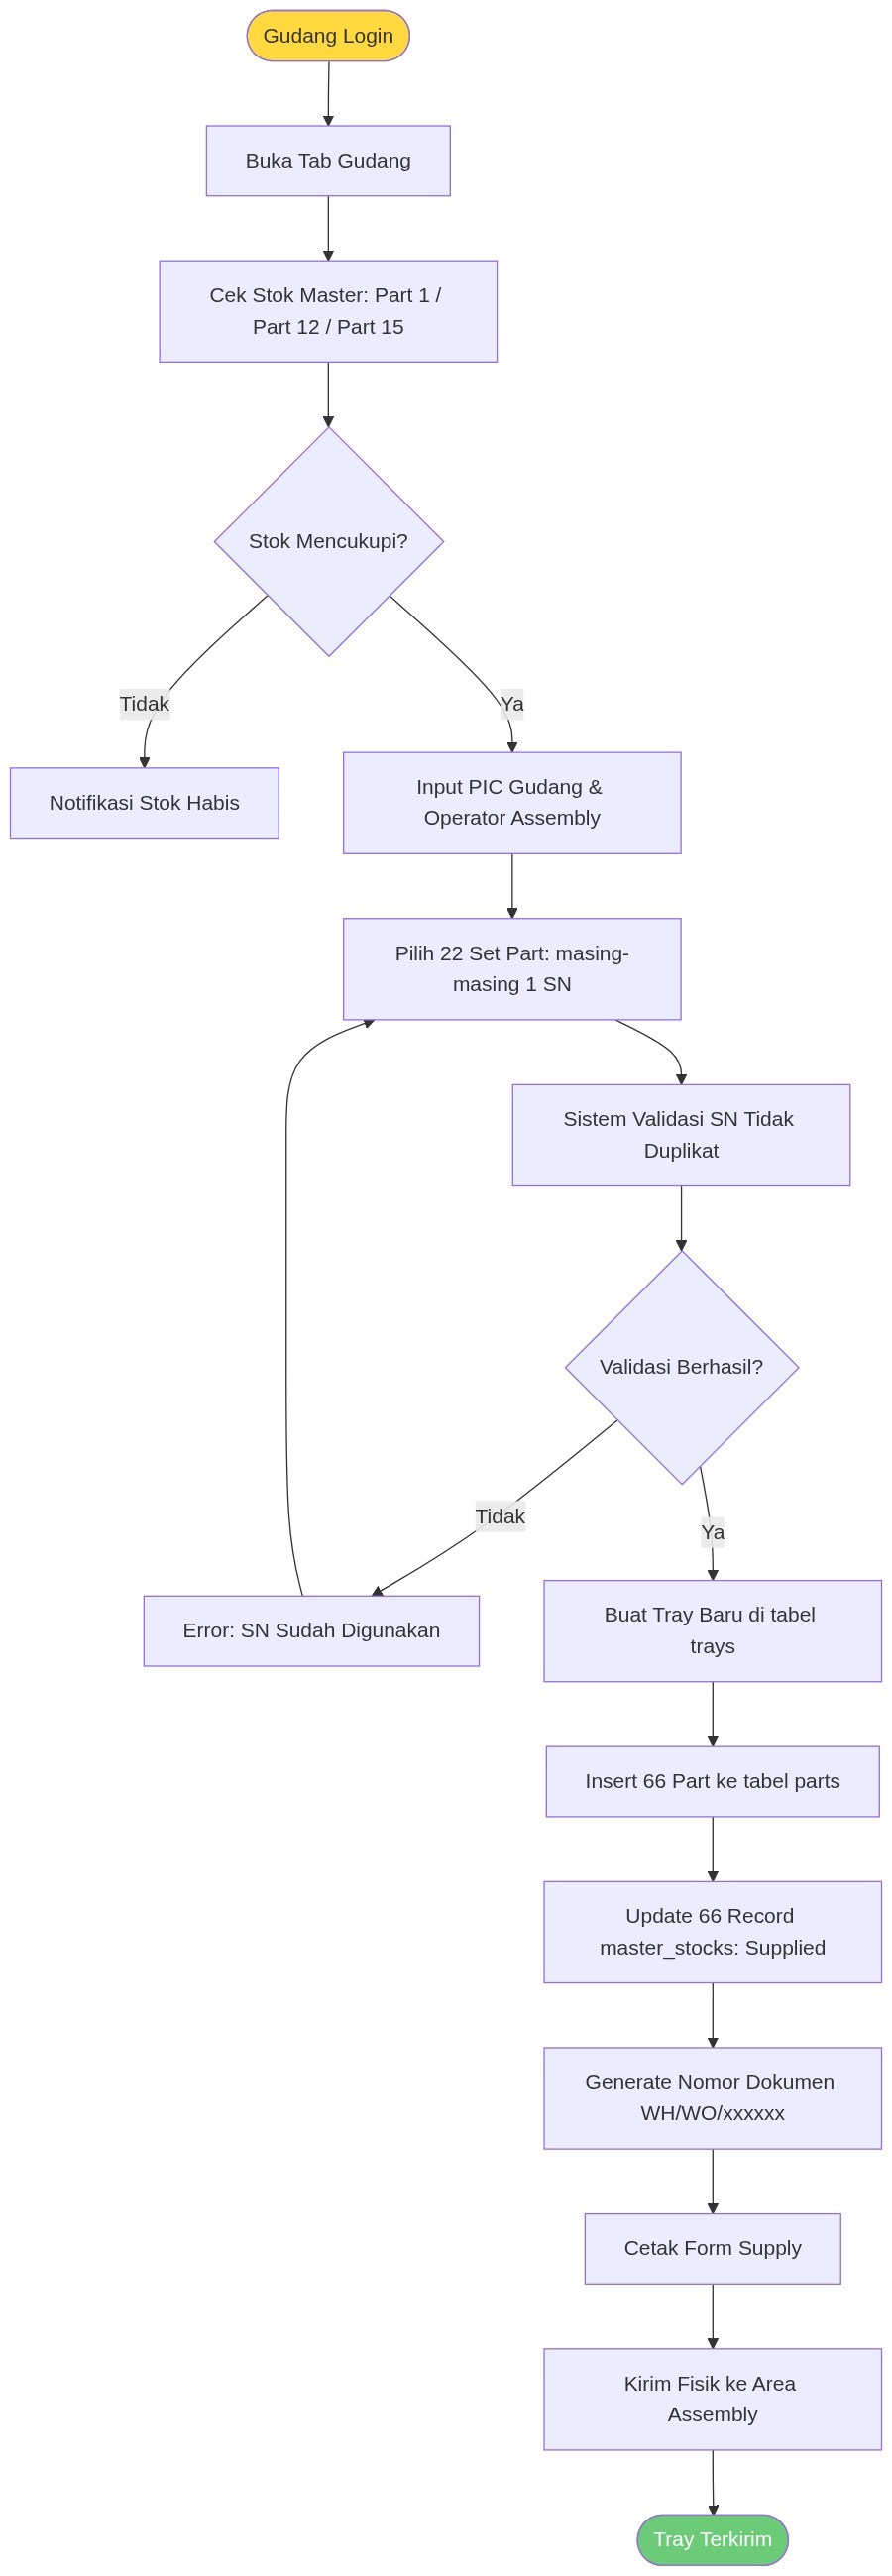 Gudang Login
Buka Tab Gudang
Cek Stok Master: Part 1 /
Part 12 / Part 15
Stok Mencukupi?
Tidak
Ya
Notifikasi Stok Habis
Input PIC Gudang &
Operator Assembly
Pilih 22 Set Part: masing-
masing 1 SN
Sistem Validasi SN Tidak
Duplikat
Validasi Berhasil?
Tidak
Ya
Error: SN Sudah Digunakan
Buat Tray Baru di tabel
trays
Insert 66 Part ke tabel parts
Update 66 Record
master_stocks: Supplied
Generate Nomor Dokumen
WH/WO/xxxxxx
Cetak Form Supply
Kirim Fisik ke Area
Assembly
Tray Terkirim